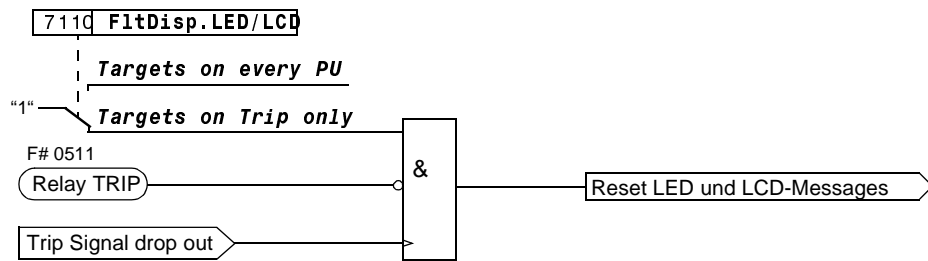 7110 FltDisp.LED/LCD
Targets on every PU
"1"
Targets on Trip only
F# 0511
Relay TRIP
&
Reset LED und LCD-Messages
Trip Signal drop out